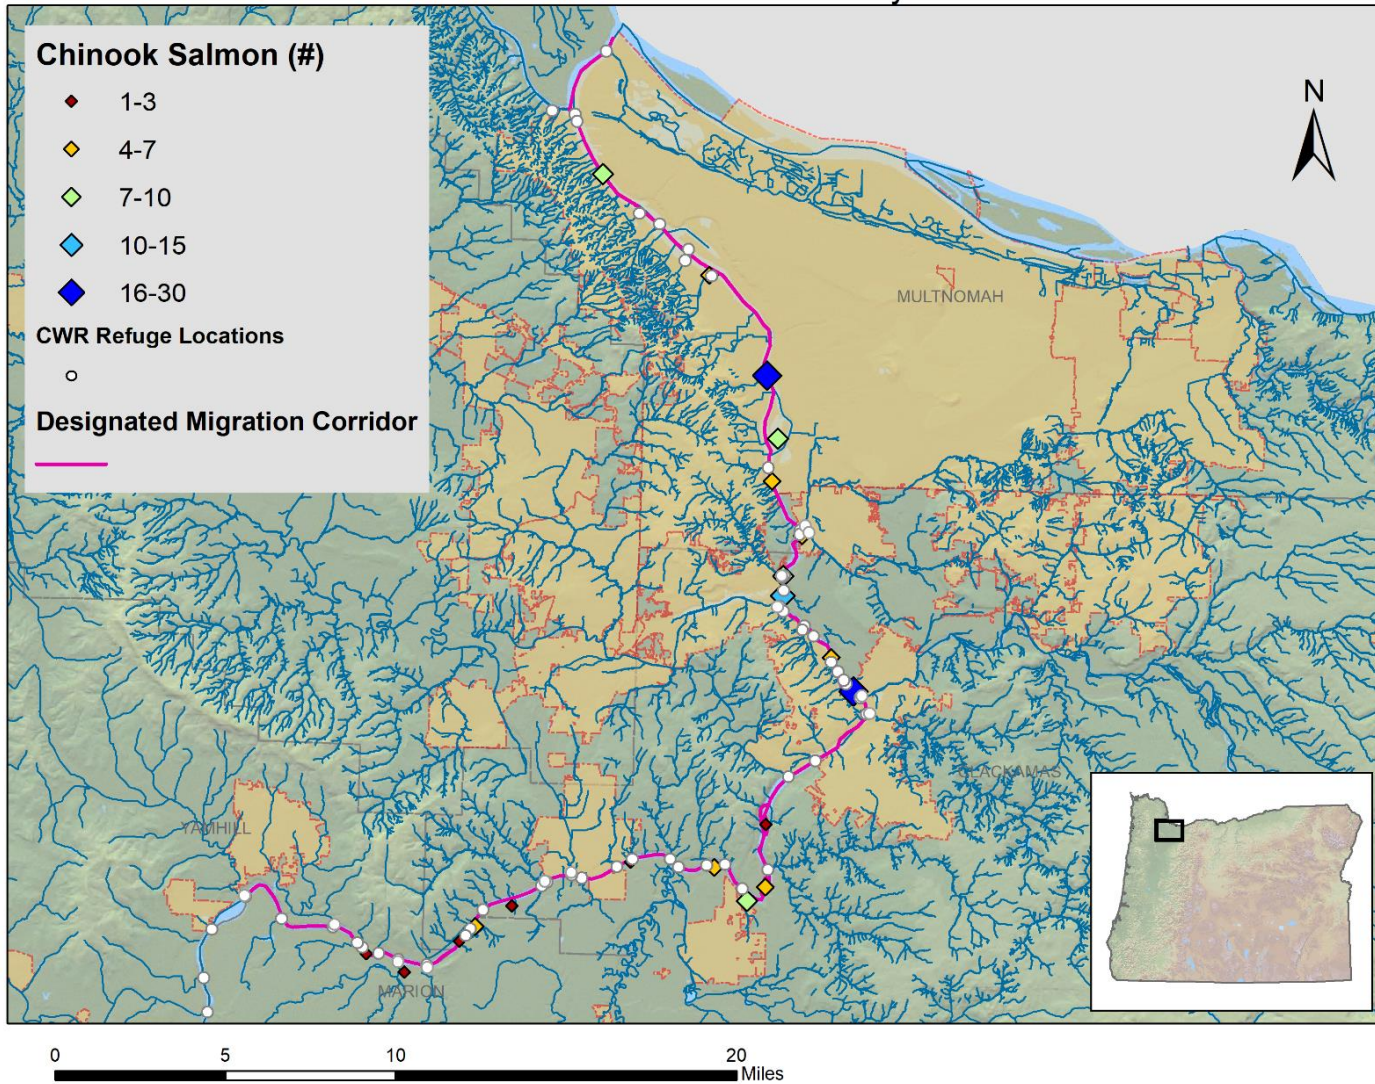 Chinook Salmon (#)
1-3
4-7
7-10
10-15
16-30
CWR Refuge Locations
Designated Migration Corridor
N
MULTNOMAH
CLACKAMAS
YAMHILL
MARION
0 5 10 20
Miles